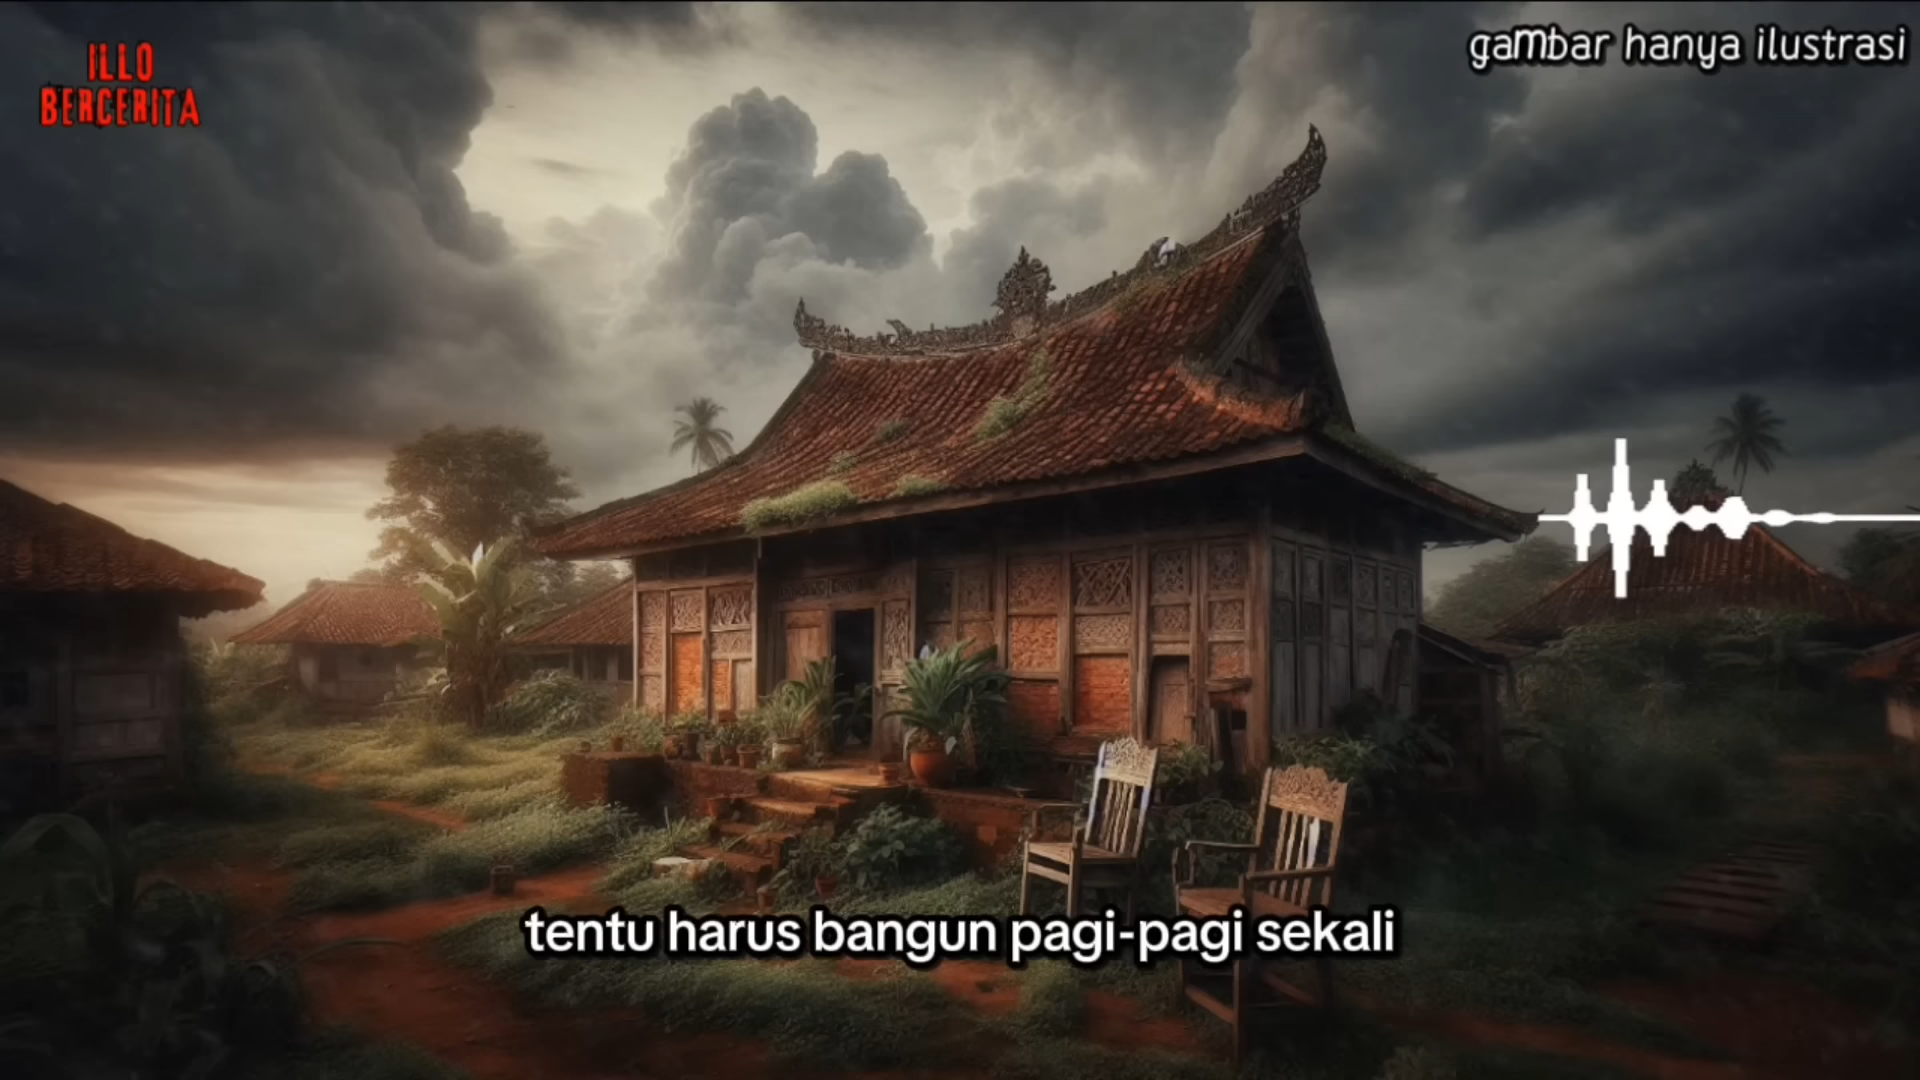 ILLO
BERCERITA
gambar hanya ilustrasi
tentu harus bangun pagi-pagi sekali